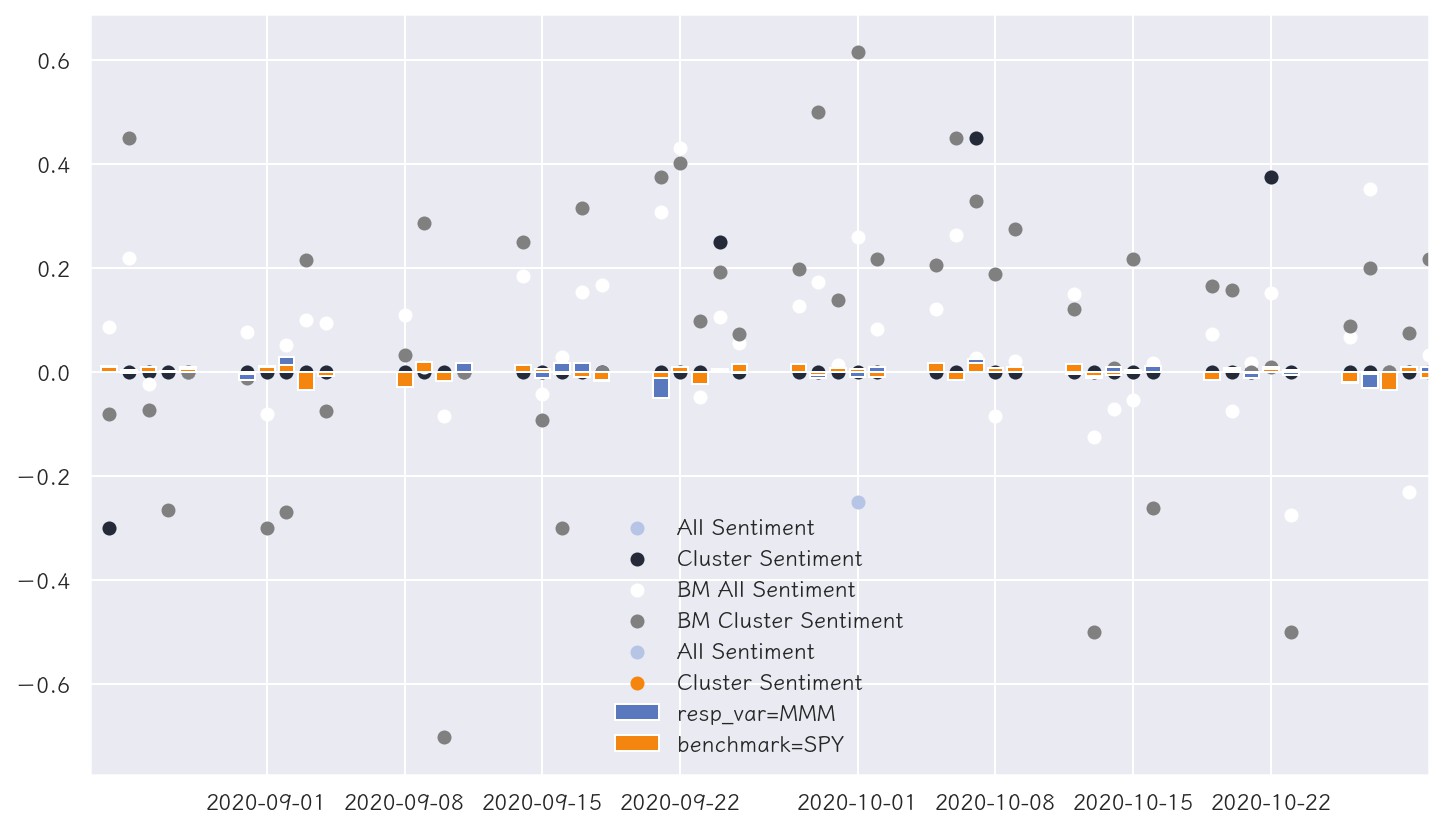 0.6
0.4
0.2
0.0
−0.2
−0.4
−0.6
All Sentiment
Cluster Sentiment
BM All Sentiment
BM Cluster Sentiment
All Sentiment
Cluster Sentiment
resp_var=MMM
benchmark=SPY
2020-09-01 2020-09-08 2020-09-15 2020-09-22 2020-10-01 2020-10-08 2020-10-15 2020-10-22